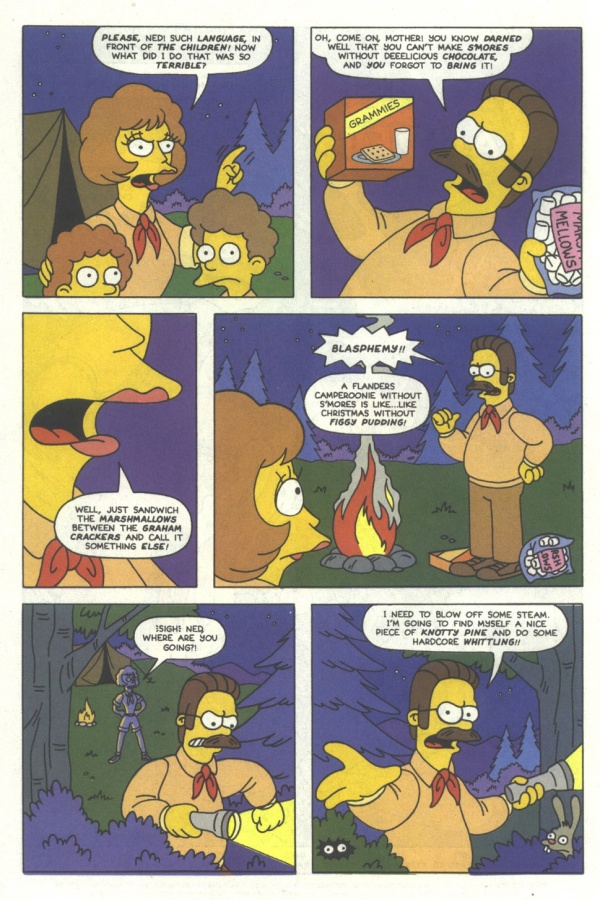 PLEASE, NED! SUCH LANGUAGE, IN
FRONT OF THE CHILDREN! NOW
WHAT DID I DO THAT WAS SO
TERRIBLE?
OH, COME ON, MOTHER! YOU KNOW DARNED
WELL THAT YOU CAN'T MAKE S'MORES
WITHOUT DEEELICIOUS CHOCOLATE,
AND YOU FORGOT TO BRING IT!
GRAMMIES
MARSH
MELLOWS
WELL, JUST SANDWICH
THE MARSHMALLOWS
BETWEEN THE GRAHAM
CRACKERS AND CALL IT
SOMETHING ELSE!
BLASPHEMY!!
A FLANDERS
CAMPEROONIE WITHOUT
S'MORES IS LIKE...LIKE
CHRISTMAS WITHOUT
FIGGY PUDDING!
¦SIGH¦ NED,
WHERE ARE YOU
GOING?!
I NEED TO BLOW OFF SOME STEAM.
I'M GOING TO FIND MYSELF A NICE
PIECE OF KNOTTY PINE AND DO SOME
HARDCORE WHITTLING!!